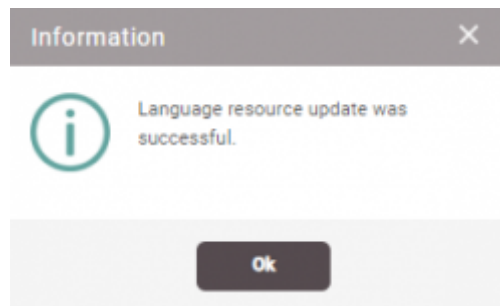 Information
Language resource update was
successful.
Ok